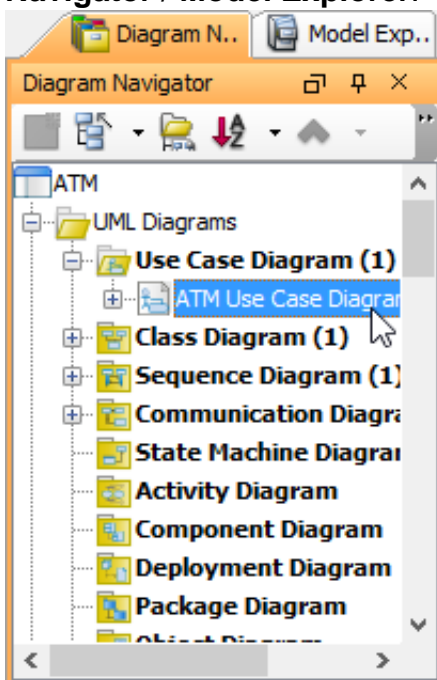 Diagram N..  Model Exp..
Diagram Navigator
ATM
UML Diagrams
Use Case Diagram (1)
ATM Use Case Diagram
Class Diagram (1)
Sequence Diagram (1)
Communication Diagra
State Machine Diagram
Activity Diagram
Component Diagram
Deployment Diagram
Package Diagram